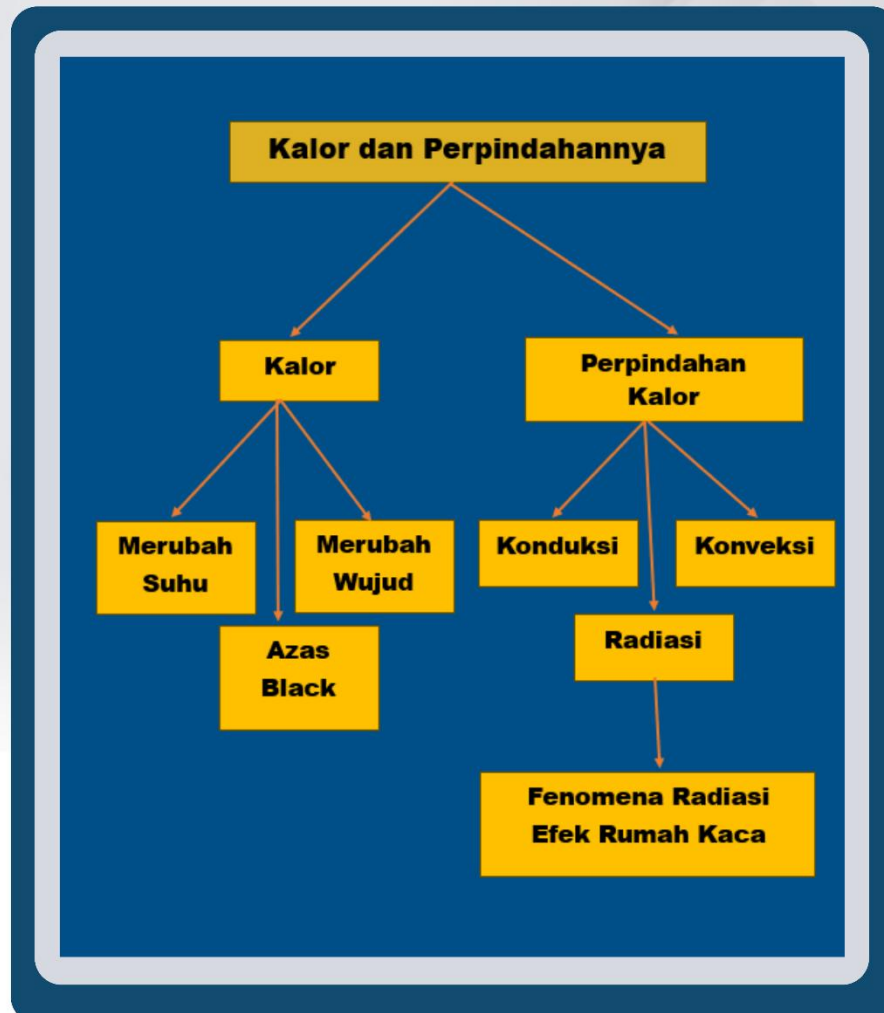 Kalor dan Perpindahannya
Kalor
Perpindahan
Kalor
Merubah
Suhu
Merubah
Wujud
Azas
Black
Konduksi
Konveksi
Radiasi
Fenomena Radiasi
Efek Rumah Kaca